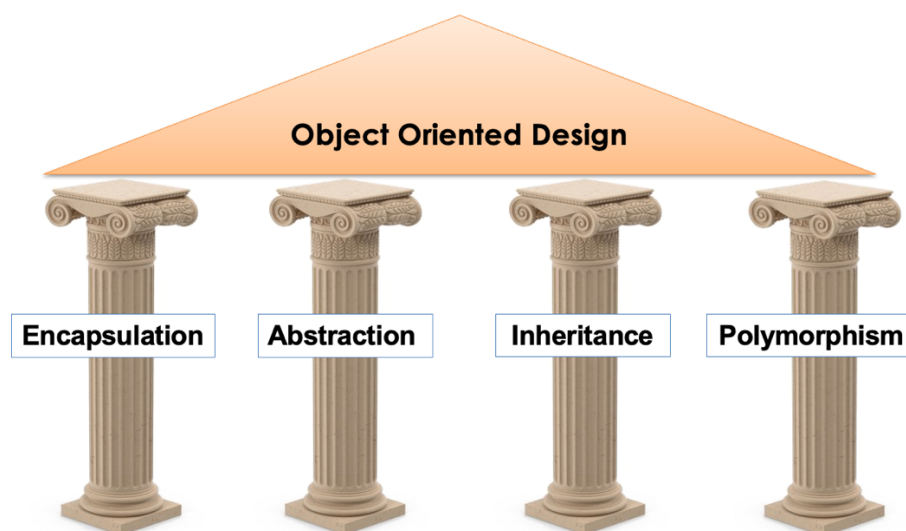 Object Oriented Design
Encapsulation
Abstraction
Inheritance
Polymorphism